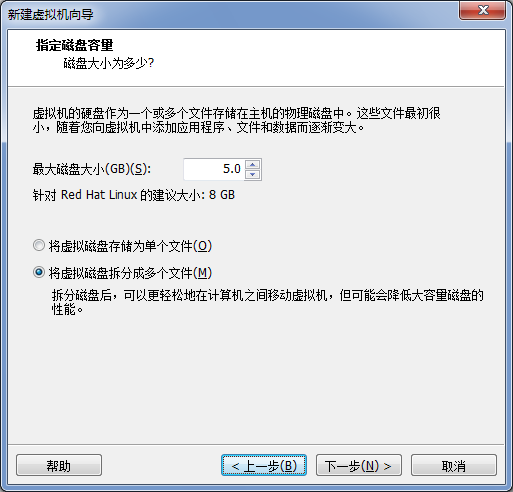 新建虚拟机向导
指定磁盘容量
磁盘大小为多少?
虚拟机的硬盘作为一个或多个文件存储在主机的物理磁盘中。这些文件最初很
小，随着您向虚拟机中添加应用程序、文件和数据而逐渐变大。
最大磁盘大小(GB)(S): 5.0
针对 Red Hat Linux 的建议大小: 8 GB
将虚拟磁盘存储为单个文件(O)
将虚拟磁盘拆分成多个文件(M)
拆分磁盘后，可以更轻松地在计算机之间移动虚拟机，但可能会降低大容量磁盘的
性能。
帮助 < 上一步(B) 下一步(N) > 取消